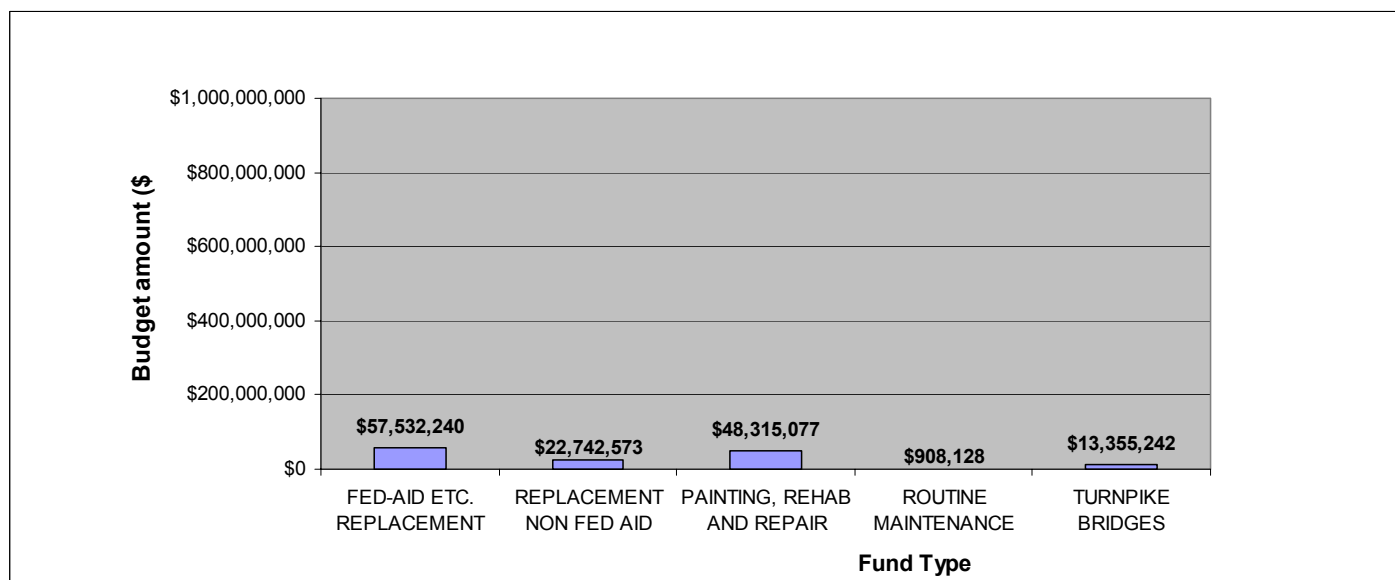 $1,000,000,000
$800,000,000
$600,000,000
$400,000,000
$200,000,000
$0
Budget amount ($
$57,532,240
$22,742,573
$48,315,077
$908,128
$13,355,242
FED-AID ETC.
REPLACEMENT
REPLACEMENT
NON FED AID
PAINTING, REHAB
AND REPAIR
ROUTINE
MAINTENANCE
TURNPIKE
BRIDGES
Fund Type